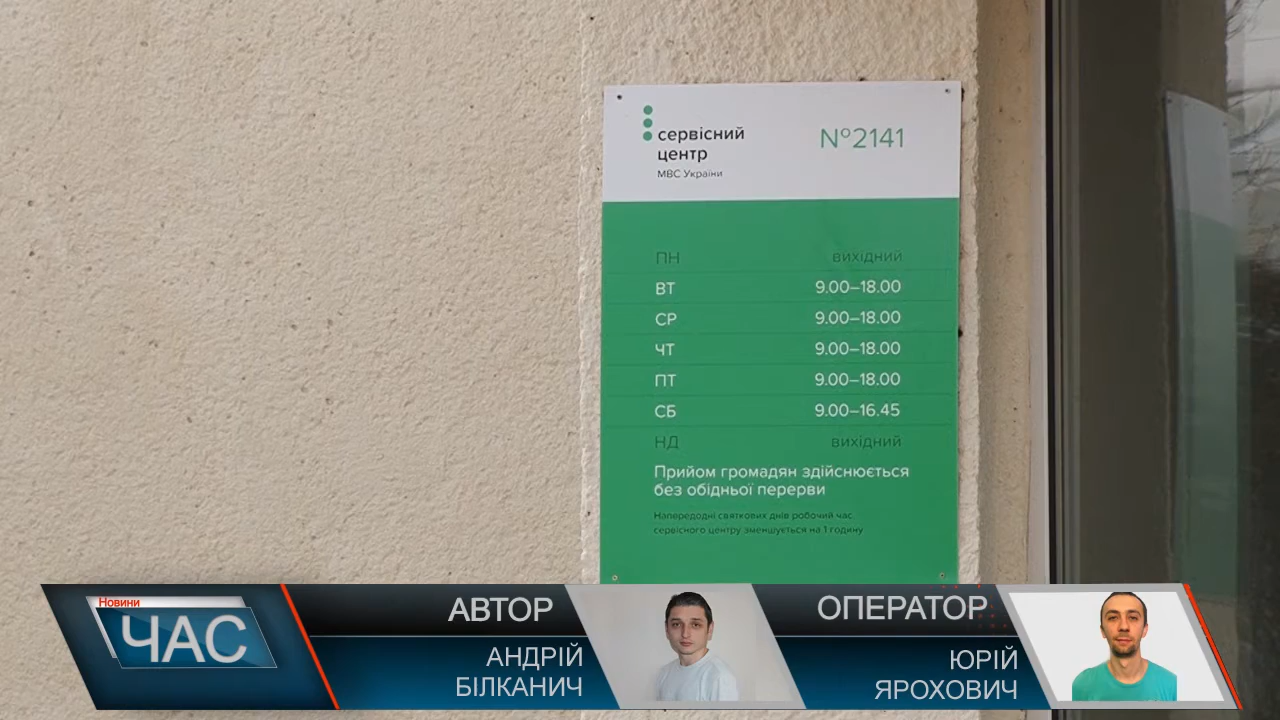 сервісний
центр
МВС України
№2141
ПН вихідний
ВТ 9.00–18.00
СР 9.00–18.00
ЧТ 9.00–18.00
ПТ 9.00–18.00
СБ 9.00–16.45
НД вихідний
Прийом громадян здійснюється
без обідньої перерви
Напередодні святкових днів робочий час
сервісного центру зменшується на 1 годину
Новини
ЧАС
АВТОР
АНДРІЙ
БІЛКАНИЧ
ОПЕРАТОР
ЮРІЙ
ЯРОХОВИЧ